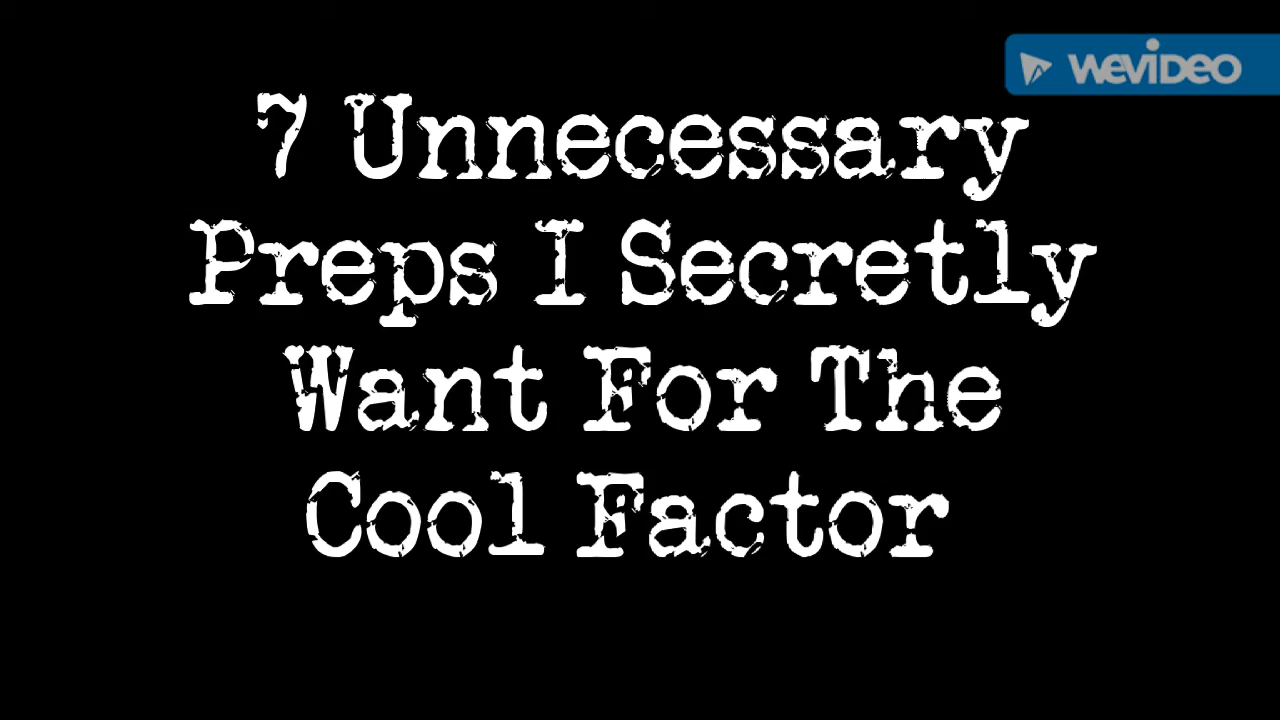 WEVIDEO
7 Unnecessary
Preps I Secretly
Want For The
Cool Factor